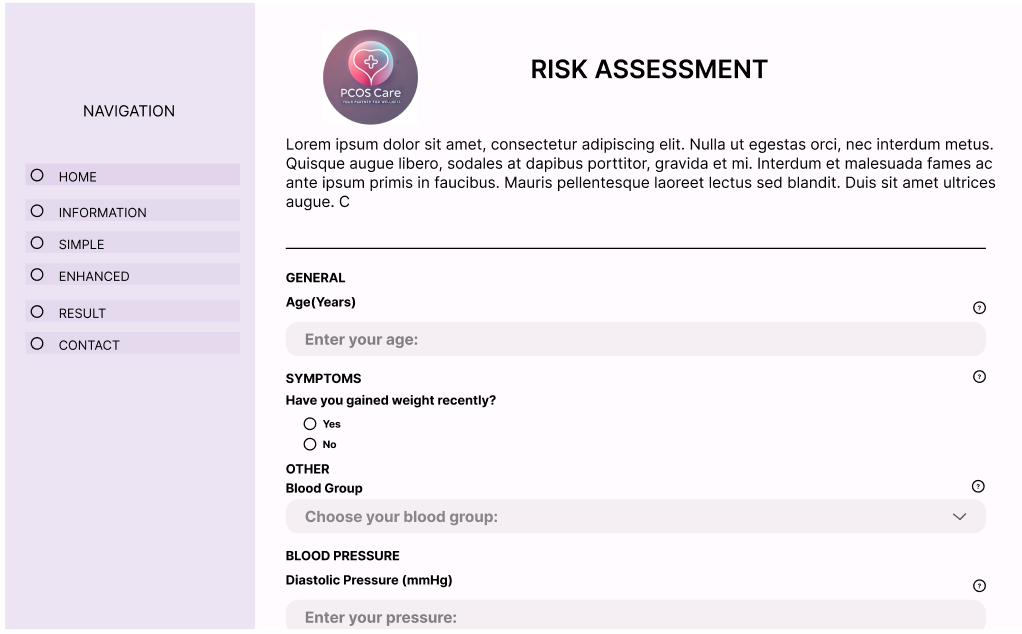 NAVIGATION
HOME
INFORMATION
SIMPLE
ENHANCED
RESULT
CONTACT
PCOS Care
YOUR PARTNER FOR WELLNESS
RISK ASSESSMENT
Lorem ipsum dolor sit amet, consectetur adipiscing elit. Nulla ut egestas orci, nec interdum metus.
Quisque augue libero, sodales at dapibus porttitor, gravida et mi. Interdum et malesuada fames ac
ante ipsum primis in faucibus. Mauris pellentesque laoreet lectus sed blandit. Duis sit amet ultrices
augue. C
GENERAL
Age(Years)
?
Enter your age:
SYMPTOMS
?
Have you gained weight recently?
Yes
No
OTHER
Blood Group
?
Choose your blood group:
BLOOD PRESSURE
Diastolic Pressure (mmHg)
?
Enter your pressure: